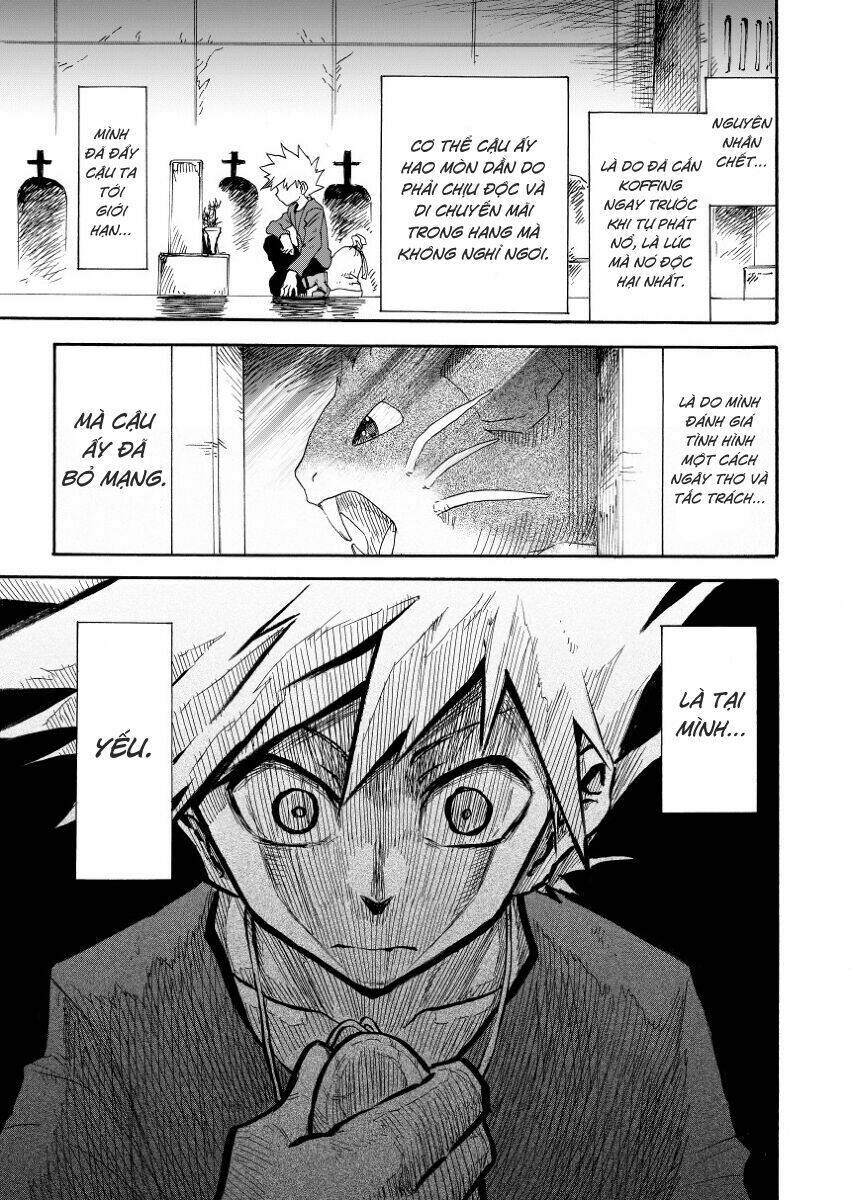 NGUYÊN
NHÂN
CHẾT...
LÀ DO ĐÃ CẮN
KOFFING
NGAY TRƯỚC
KHI TỰ PHÁT
NỔ, LÀ LÚC
MÀ NÓ ĐỘC
HẠI NHẤT.
CƠ THỂ CẬU ẤY
HAO MÒN DẦN DO
PHẢI CHỊU ĐỘC VÀ
DI CHUYỂN MÃI
TRONG HANG MÀ
KHÔNG NGHỈ NGƠI.
MÌNH
ĐÃ ĐẨY
CẬU TA
TỚI
GIỚI
HẠN...
LÀ DO MÌNH
ĐÁNH GIÁ
TÌNH HÌNH
MỘT CÁCH
NGÂY THƠ VÀ
TẮC TRÁCH...
MÀ CẬU
ẤY ĐÃ
BỎ MẠNG.
LÀ TẠI
MÌNH...
YẾU.